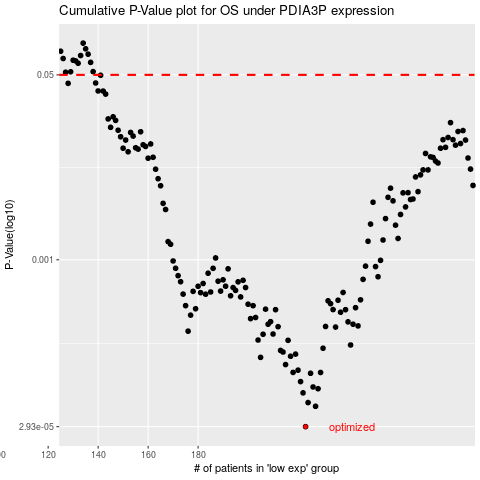 Cumulative P-Value plot for OS under PDIA3P expression
0.05
P-Value(log10)
0.001
2.93e-05
optimized
00 120 140 160 180
# of patients in 'low exp' group